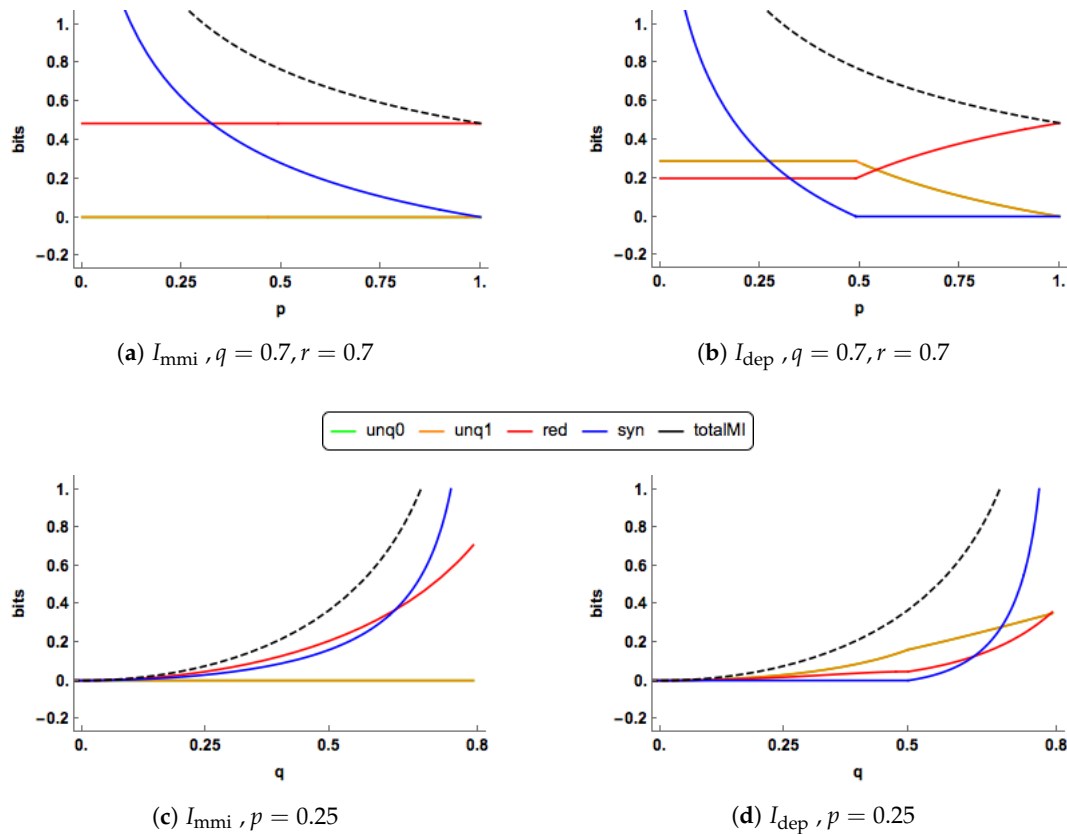 1.
0.8
0.6
0.4
0.2
0.
−0.2
bits
0. 0.25 0.5 0.75 1.
p
(a) I_mmi , q = 0.7, r = 0.7
1.
0.8
0.6
0.4
0.2
0.
−0.2
bits
0. 0.25 0.5 0.75 1.
p
(b) I_dep , q = 0.7, r = 0.7
unq0 unq1 red syn totalMI
1.
0.8
0.6
0.4
0.2
0.
−0.2
bits
0. 0.25 0.5 0.8
q
(c) I_mmi , p = 0.25
1.
0.8
0.6
0.4
0.2
0.
−0.2
bits
0. 0.25 0.5 0.8
q
(d) I_dep , p = 0.25